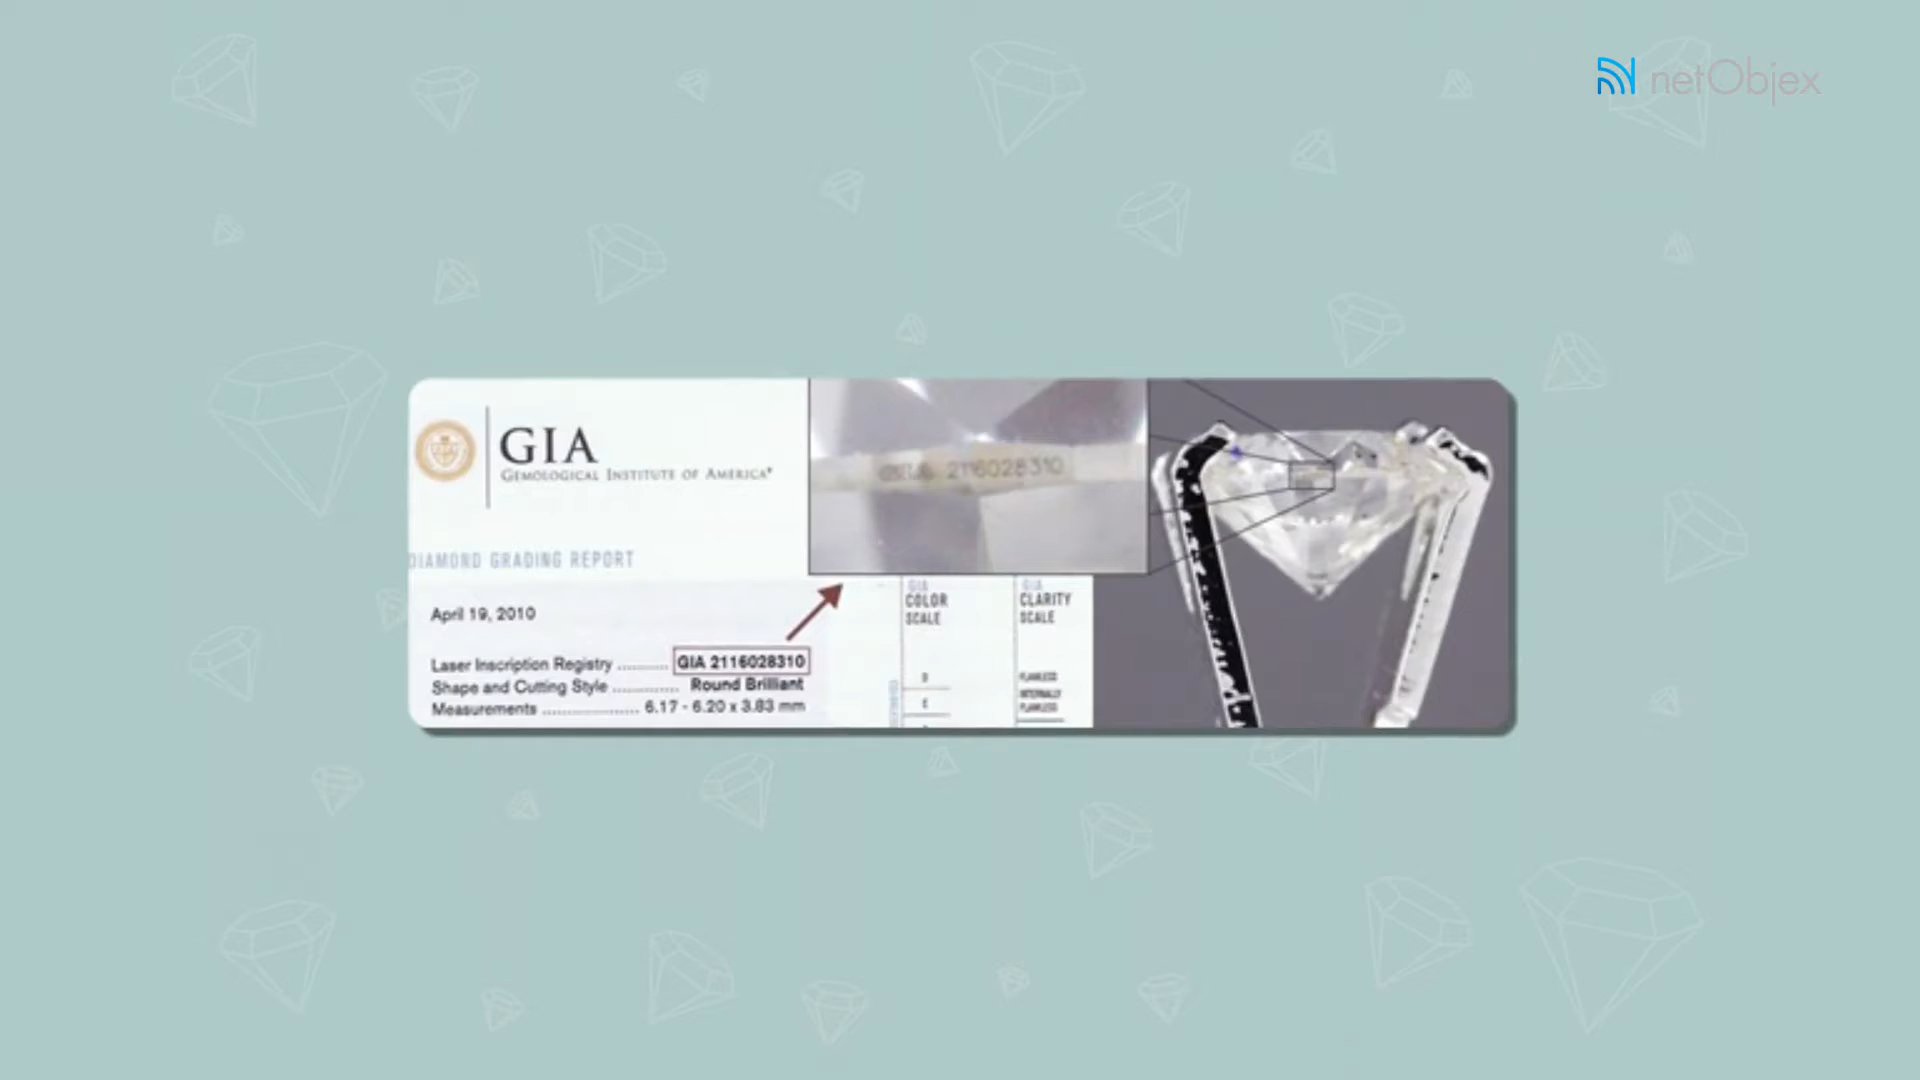 netObjex
GIA
GEMOLOGICAL INSTITUTE OF AMERICA®
GIA 2116028310
DIAMOND GRADING REPORT
April 19, 2010
Laser Inscription Registry ......... GIA 2116028310
Shape and Cutting Style ............ Round Brilliant
Measurements ................. 6.17 - 6.20 x 3.83 mm
GIA
COLOR
SCALE
D
E
GIA
CLARITY
SCALE
FLAWLESS
INTERNALLY
FLAWLESS